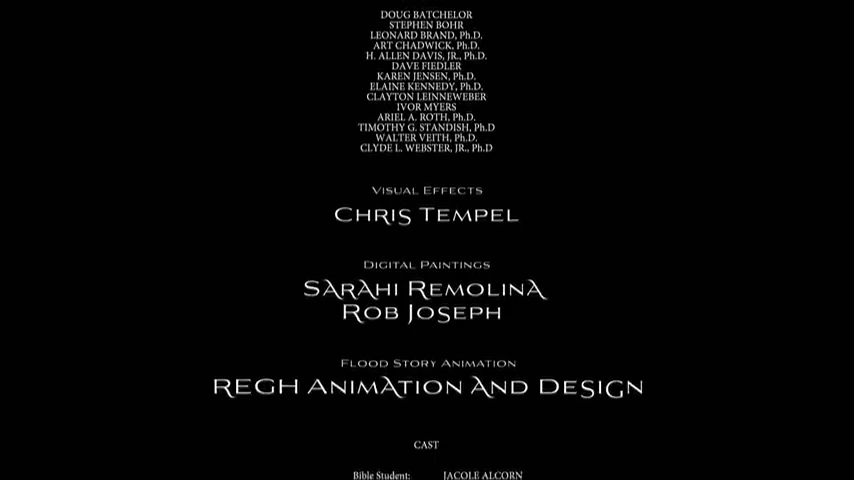 DOUG BATCHELOR
STEPHEN BOHR
LEONARD BRAND, Ph.D.
ART CHADWICK, Ph.D.
H. ALLEN DAVIS, JR., Ph.D.
DAVE FIEDLER
KAREN JENSEN, Ph.D.
ELAINE KENNEDY, Ph.D.
CLAYTON LEINNEWEBER
IVOR MYERS
ARIEL A. ROTH, Ph.D.
TIMOTHY G. STANDISH, Ph.D
WALTER VEITH, Ph.D.
CLYDE L. WEBSTER, JR., Ph.D
VISUAL EFFECTS
CHRIS TEMPEL
DIGITAL PAINTINGS
SARAHI REMOLINA
ROB JOSEPH
FLOOD STORY ANIMATION
REGH ANIMATION AND DESIGN
CAST
Bible Student: JACOLE ALCORN